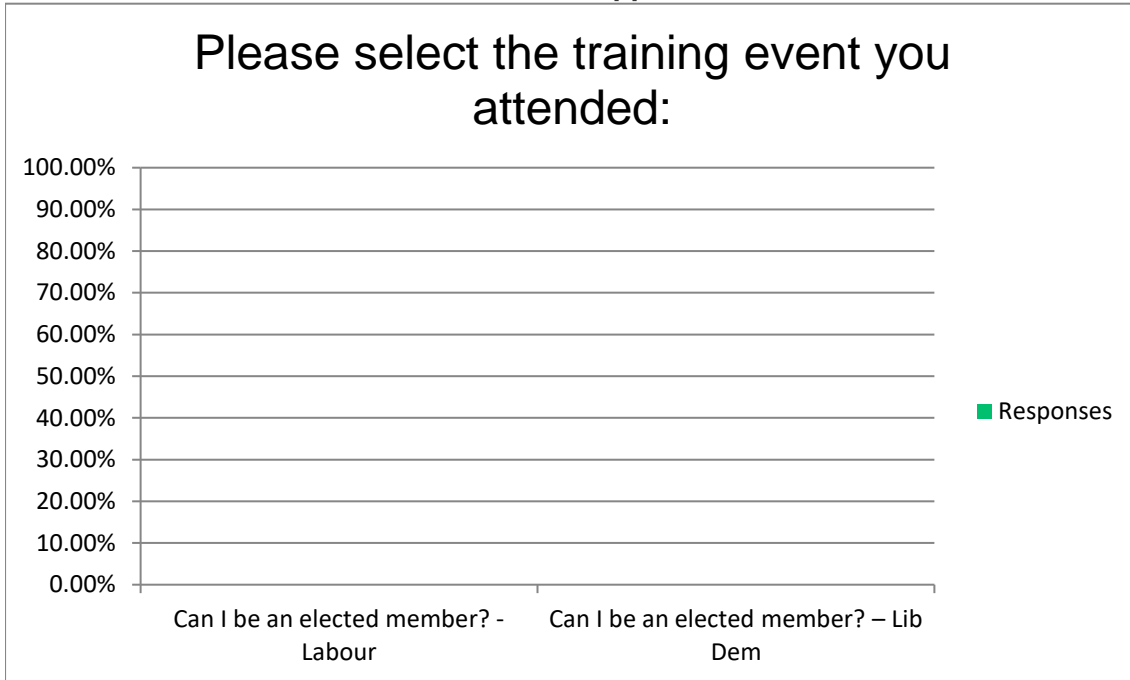 Please select the training event you
attended:
100.00%
90.00%
80.00%
70.00%
60.00%
50.00%
40.00%
30.00%
20.00%
10.00%
0.00%
Responses
Can I be an elected member? -
Labour
Can I be an elected member? – Lib
Dem